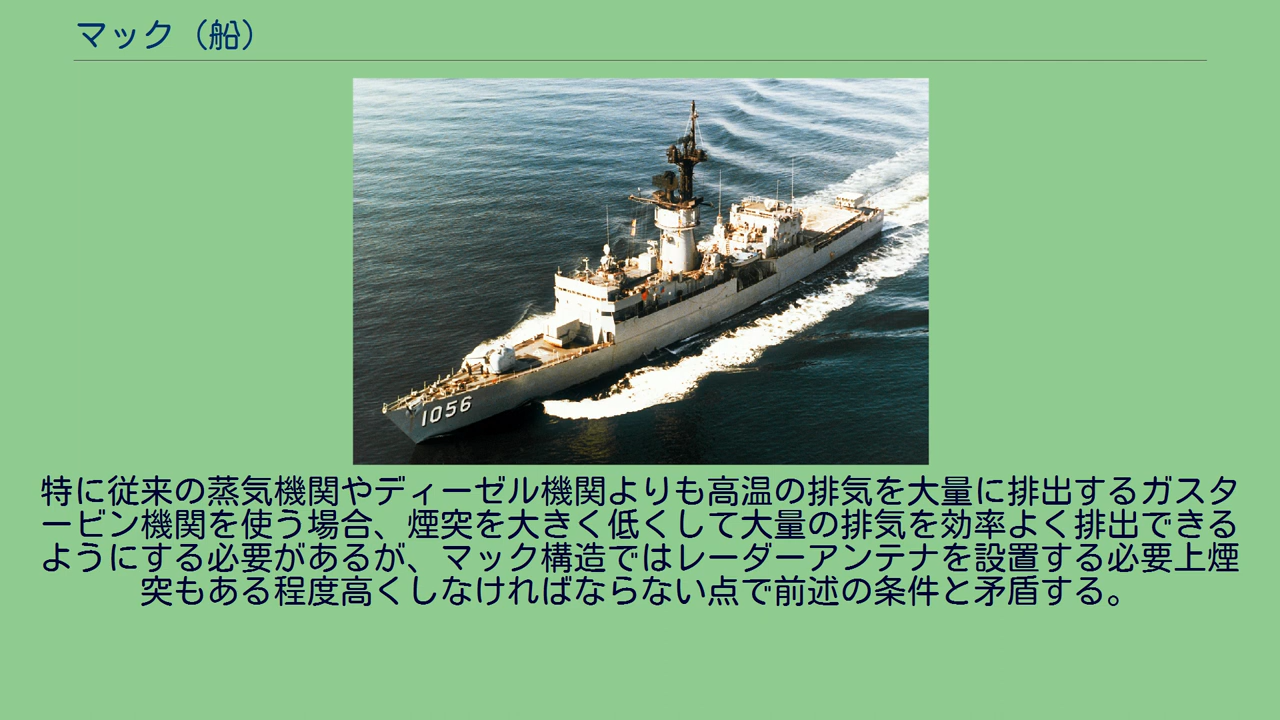 マック（船）
1056
特に従来の蒸気機関やディーゼル機関よりも高温の排気を大量に排出するガスタ
ービン機関を使う場合、煙突を大きく低くして大量の排気を効率よく排出できる
ようにする必要があるが、マック構造ではレーダーアンテナを設置する必要上煙
突もある程度高くしなければならない点で前述の条件と矛盾する。